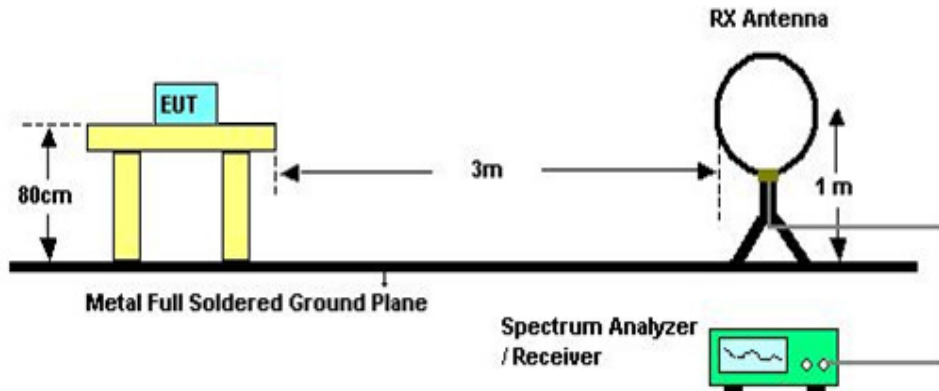 RX Antenna
EUT
3m
80cm
1 m
Metal Full Soldered Ground Plane
Spectrum Analyzer
/ Receiver